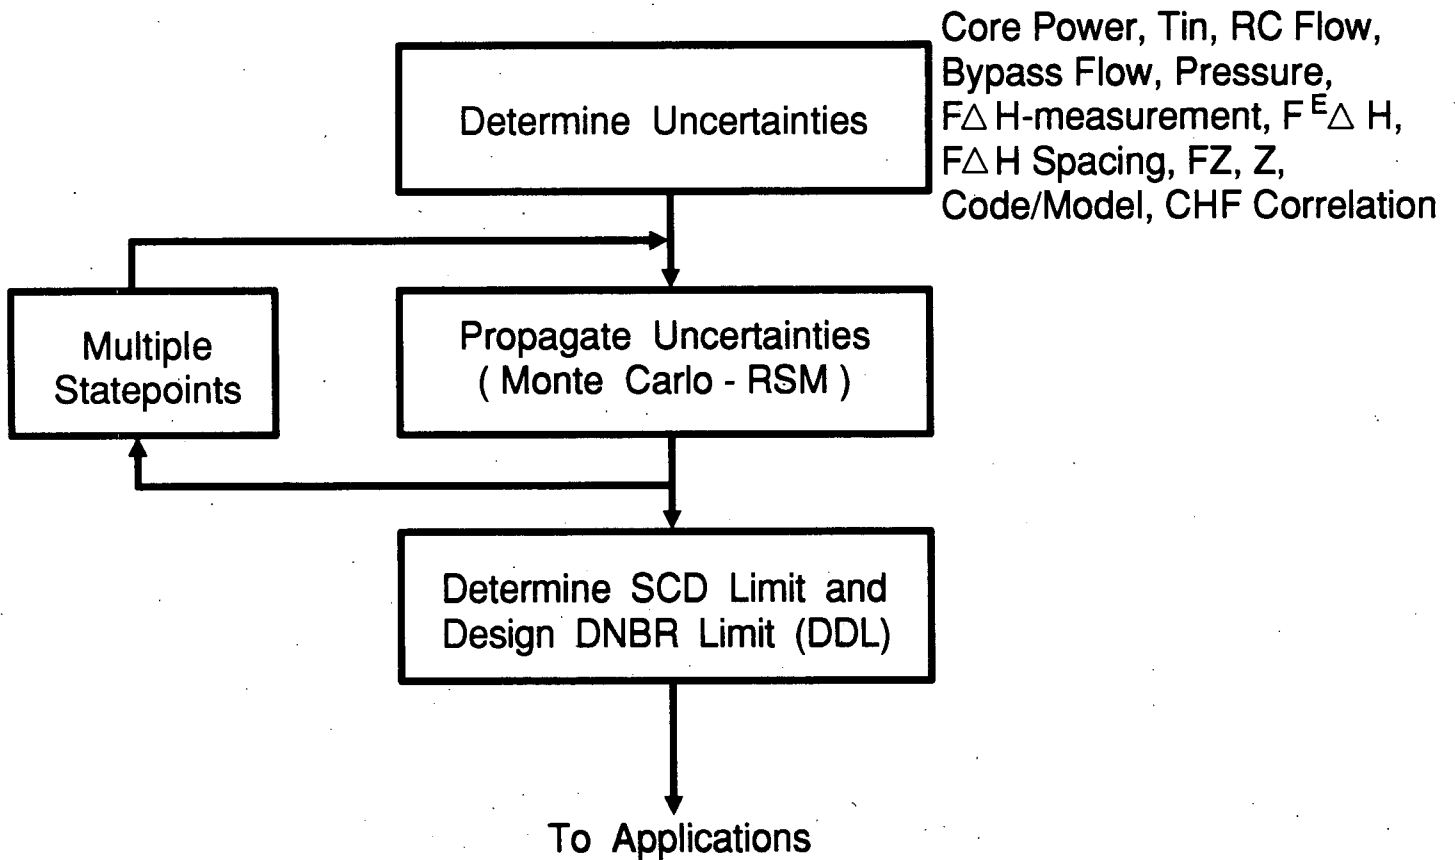 Core Power, Tin, RC Flow,
Bypass Flow, Pressure,
F△H-measurement, F^E△H,
F△H Spacing, FZ, Z,
Code/Model, CHF Correlation
Determine Uncertainties
Multiple
Statepoints
Propagate Uncertainties
( Monte Carlo - RSM )
Determine SCD Limit and
Design DNBR Limit (DDL)
To Applications